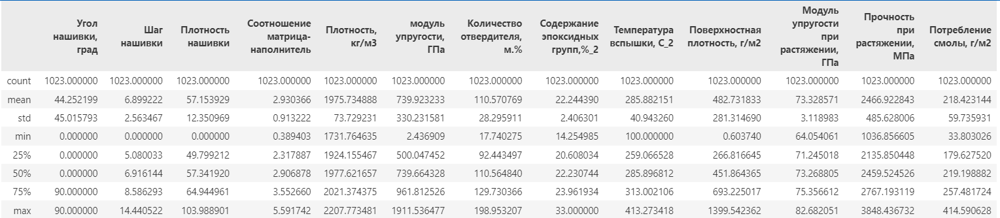 Угол нашивки, град Шаг нашивки Плотность нашивки Соотношение матрица-наполнитель Плотность, кг/м3 модуль упругости, ГПа Количество отвердителя, м.% Содержание эпоксидных групп,%_2 Температура вспышки, С_2 Поверхностная плотность, г/м2 Модуль упругости при растяжении, ГПа Прочность при растяжении, МПа Потребление смолы, г/м2
count 1023.000000 1023.000000 1023.000000 1023.000000 1023.000000 1023.000000 1023.000000 1023.000000 1023.000000 1023.000000 1023.000000 1023.000000 1023.000000
mean 44.252199 6.899222 57.153929 2.930366 1975.734888 739.923233 110.570769 22.244390 285.882151 482.731833 73.328571 2466.922843 218.423144
std 45.015793 2.563467 12.350969 0.913222 73.729231 330.231581 28.295911 2.406301 40.943260 281.314690 3.118983 485.628006 59.735931
min 0.000000 0.000000 0.000000 0.389403 1731.764635 2.436909 17.740275 14.254985 100.000000 0.603740 64.054061 1036.856605 33.803026
25% 0.000000 5.080033 49.799212 2.317887 1924.155467 500.047452 92.443497 20.608034 259.066528 266.816645 71.245018 2135.850448 179.627520
50% 0.000000 6.916144 57.341920 2.906878 1977.621657 739.664328 110.564840 22.230744 285.896812 451.864365 73.268805 2459.524526 219.198882
75% 90.000000 8.586293 64.944961 3.552660 2021.374375 961.812526 129.730366 23.961934 313.002106 693.225017 75.356612 2767.193119 257.481724
max 90.000000 14.440522 103.988901 5.591742 2207.773481 1911.536477 198.953207 33.000000 413.273418 1399.542362 82.682051 3848.436732 414.590628